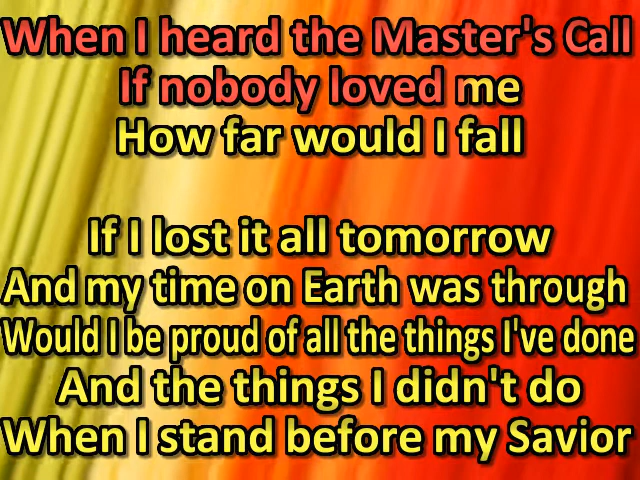 When I heard the Master's Call
If nobody loved me
How far would I fall
If I lost it all tomorrow
And my time on Earth was through
Would I be proud of all the things I've done
And the things I didn't do
When I stand before my Savior